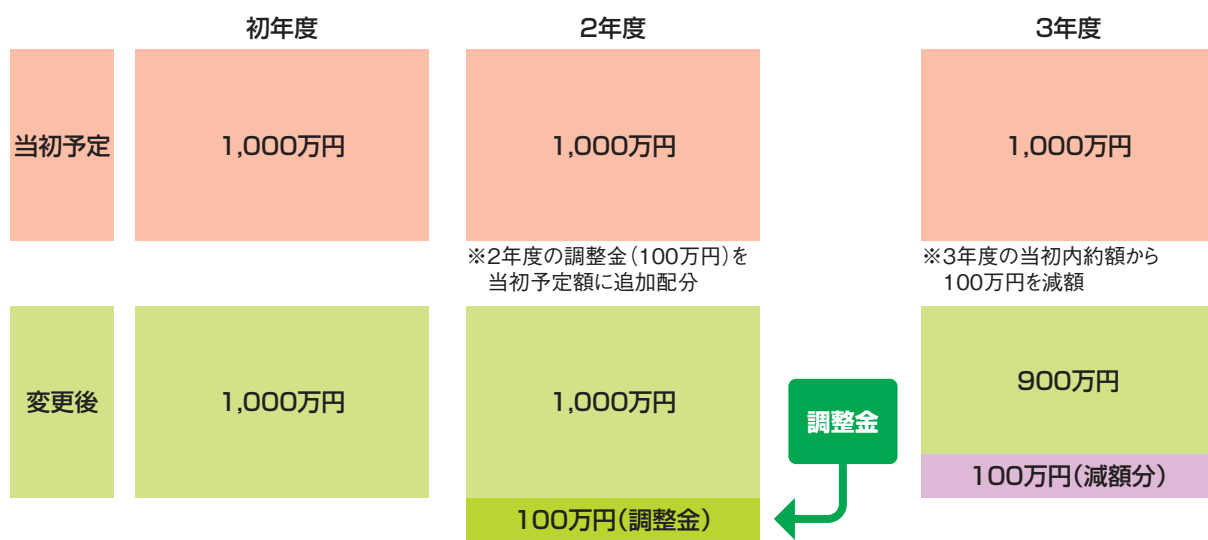 初年度
2年度
3年度
当初予定
1,000万円
1,000万円
1,000万円
※2年度の調整金(100万円)を
当初予定額に追加配分
※3年度の当初内約額から
100万円を減額
変更後
1,000万円
1,000万円
調整金
900万円
100万円(減額分)
100万円(調整金)